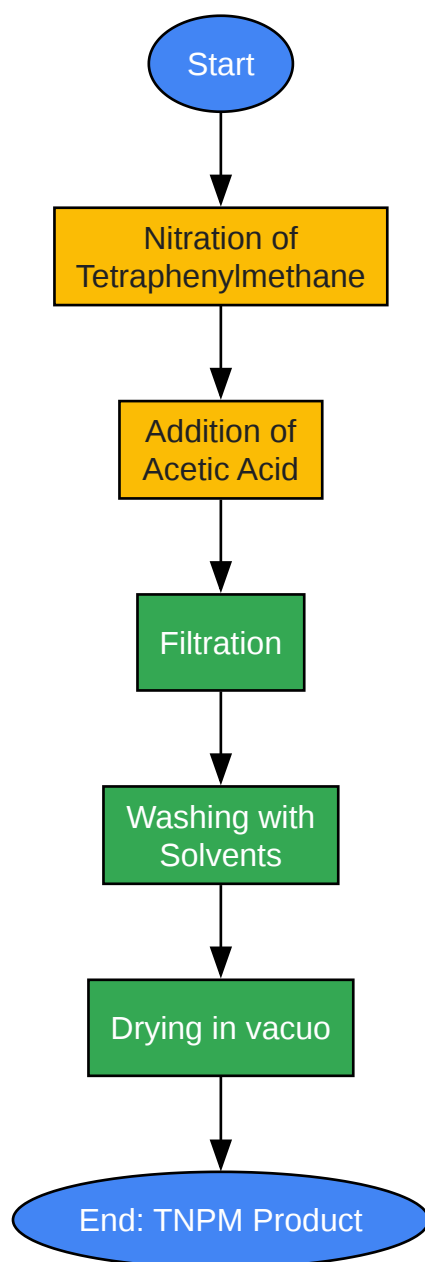 Start
Nitration of
Tetraphenylmethane
Addition of
Acetic Acid
Filtration
Washing with
Solvents
Drying in vacuo
End: TNPM Product